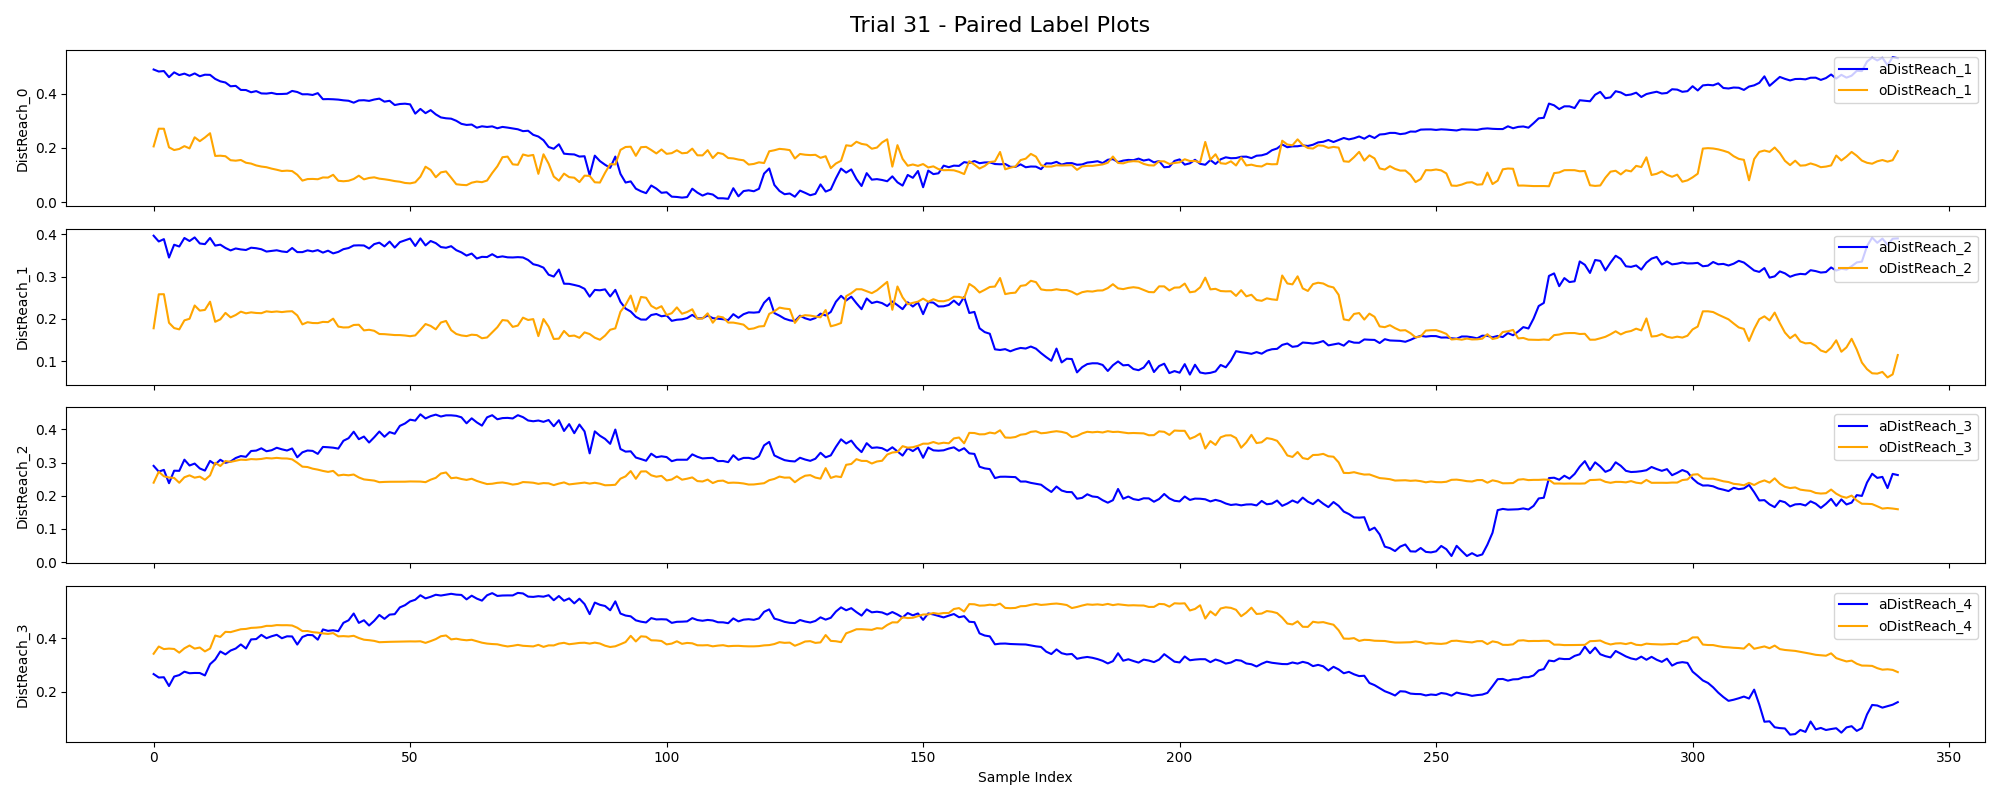 Trial 31 - Paired Label Plots
DistReach_0
0.4
0.2
0.0
aDistReach_1
oDistReach_1
DistReach_1
0.4
0.3
0.2
0.1
aDistReach_2
oDistReach_2
DistReach_2
0.4
0.3
0.2
0.1
0.0
aDistReach_3
oDistReach_3
DistReach_3
0.4
0.2
aDistReach_4
oDistReach_4
0 50 100 150 200 250 300 350
Sample Index